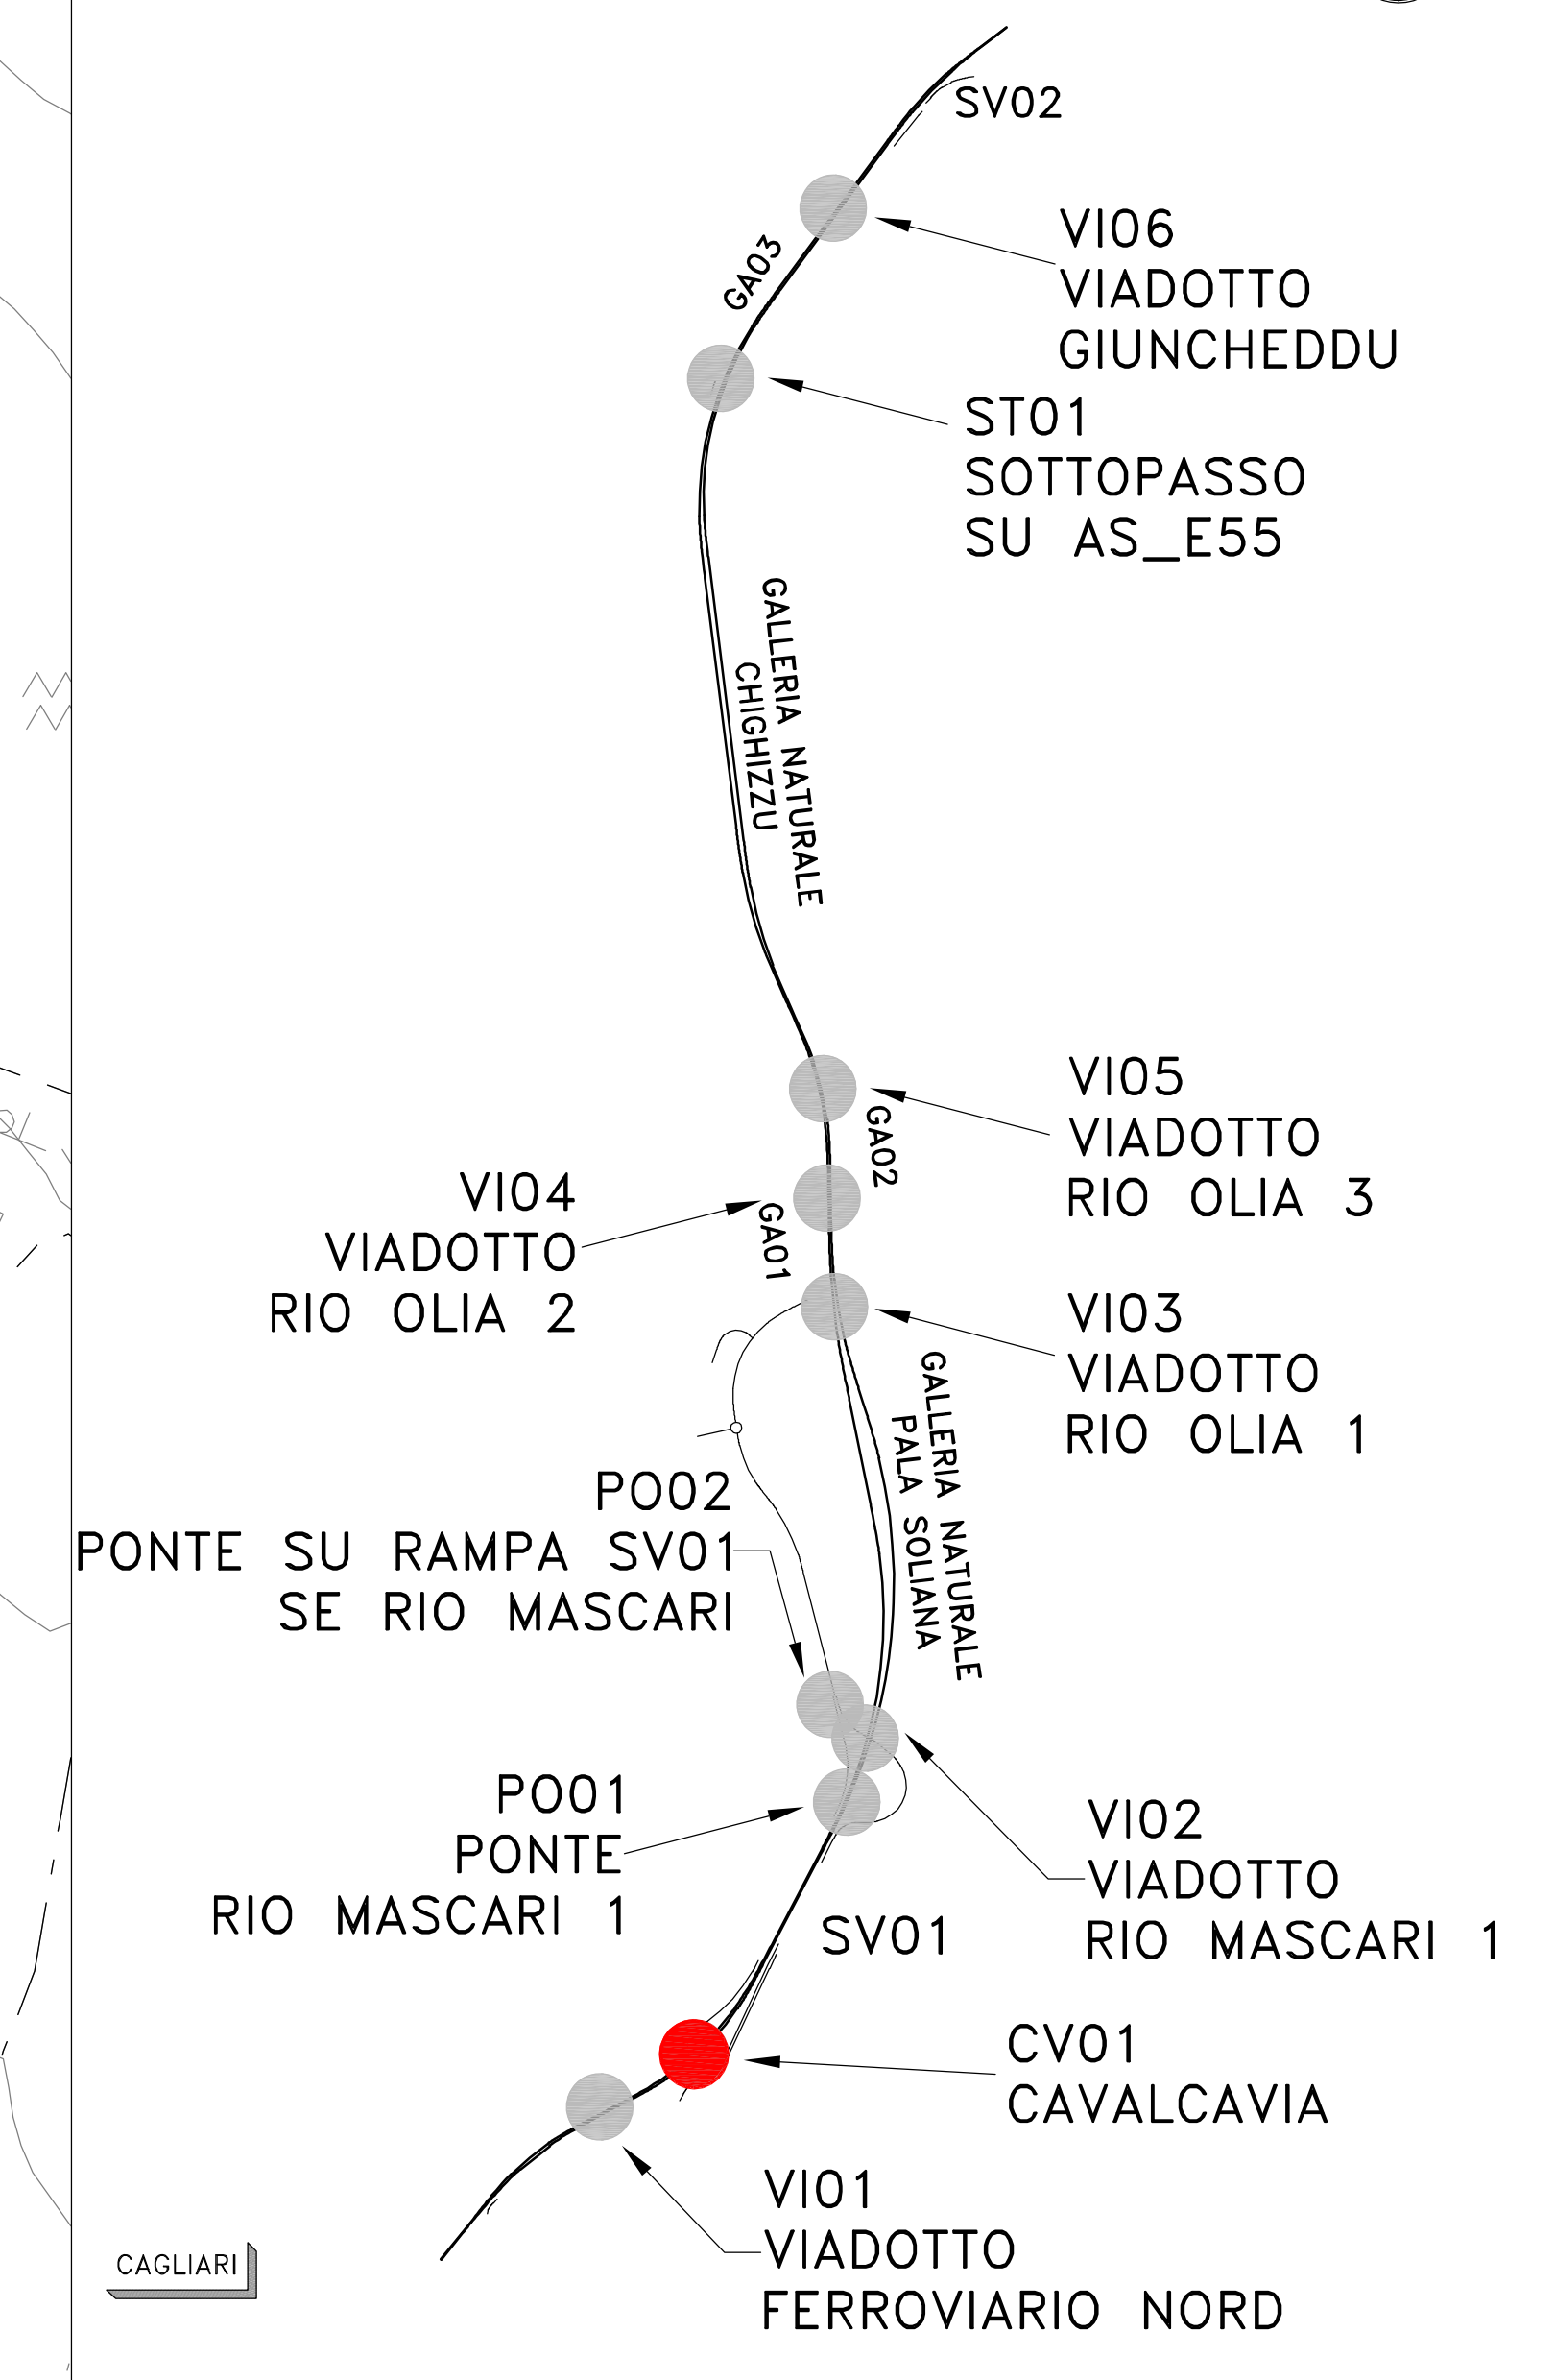 SV02
VI06
VIADOTTO
GIUNCHEDDU
GA03
ST01
SOTTOPASSO
SU AS_E55
GALLERIA NATURALE
CHIGHIZZU
VI05
VIADOTTO
RIO OLIA 3
GA02
VI04
VIADOTTO
RIO OLIA 2
GA01
VI03
VIADOTTO
RIO OLIA 1
GALLERIA NATURALE
PALA SOLIANA
PO02
PONTE SU RAMPA SV01
SE RIO MASCARI
PO01
PONTE
RIO MASCARI 1
VI02
VIADOTTO
RIO MASCARI 1
SV01
CV01
CAVALCAVIA
VI01
VIADOTTO
FERROVIARIO NORD
CAGLIARI